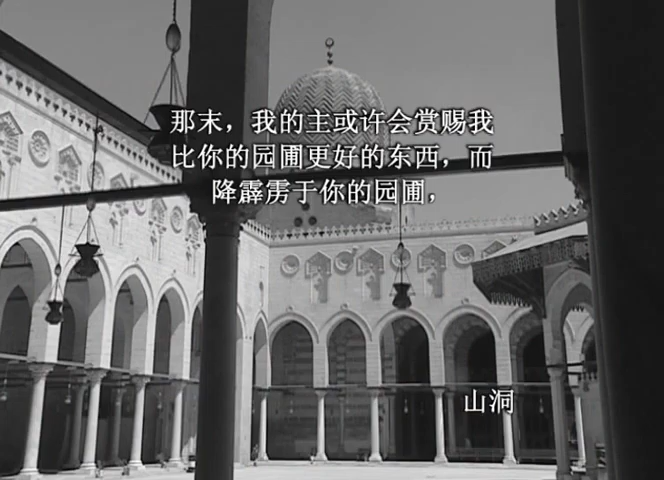 那末，我的主或许会赏赐我
比你的园圃更好的东西，而
降霹雳于你的园圃，
山洞